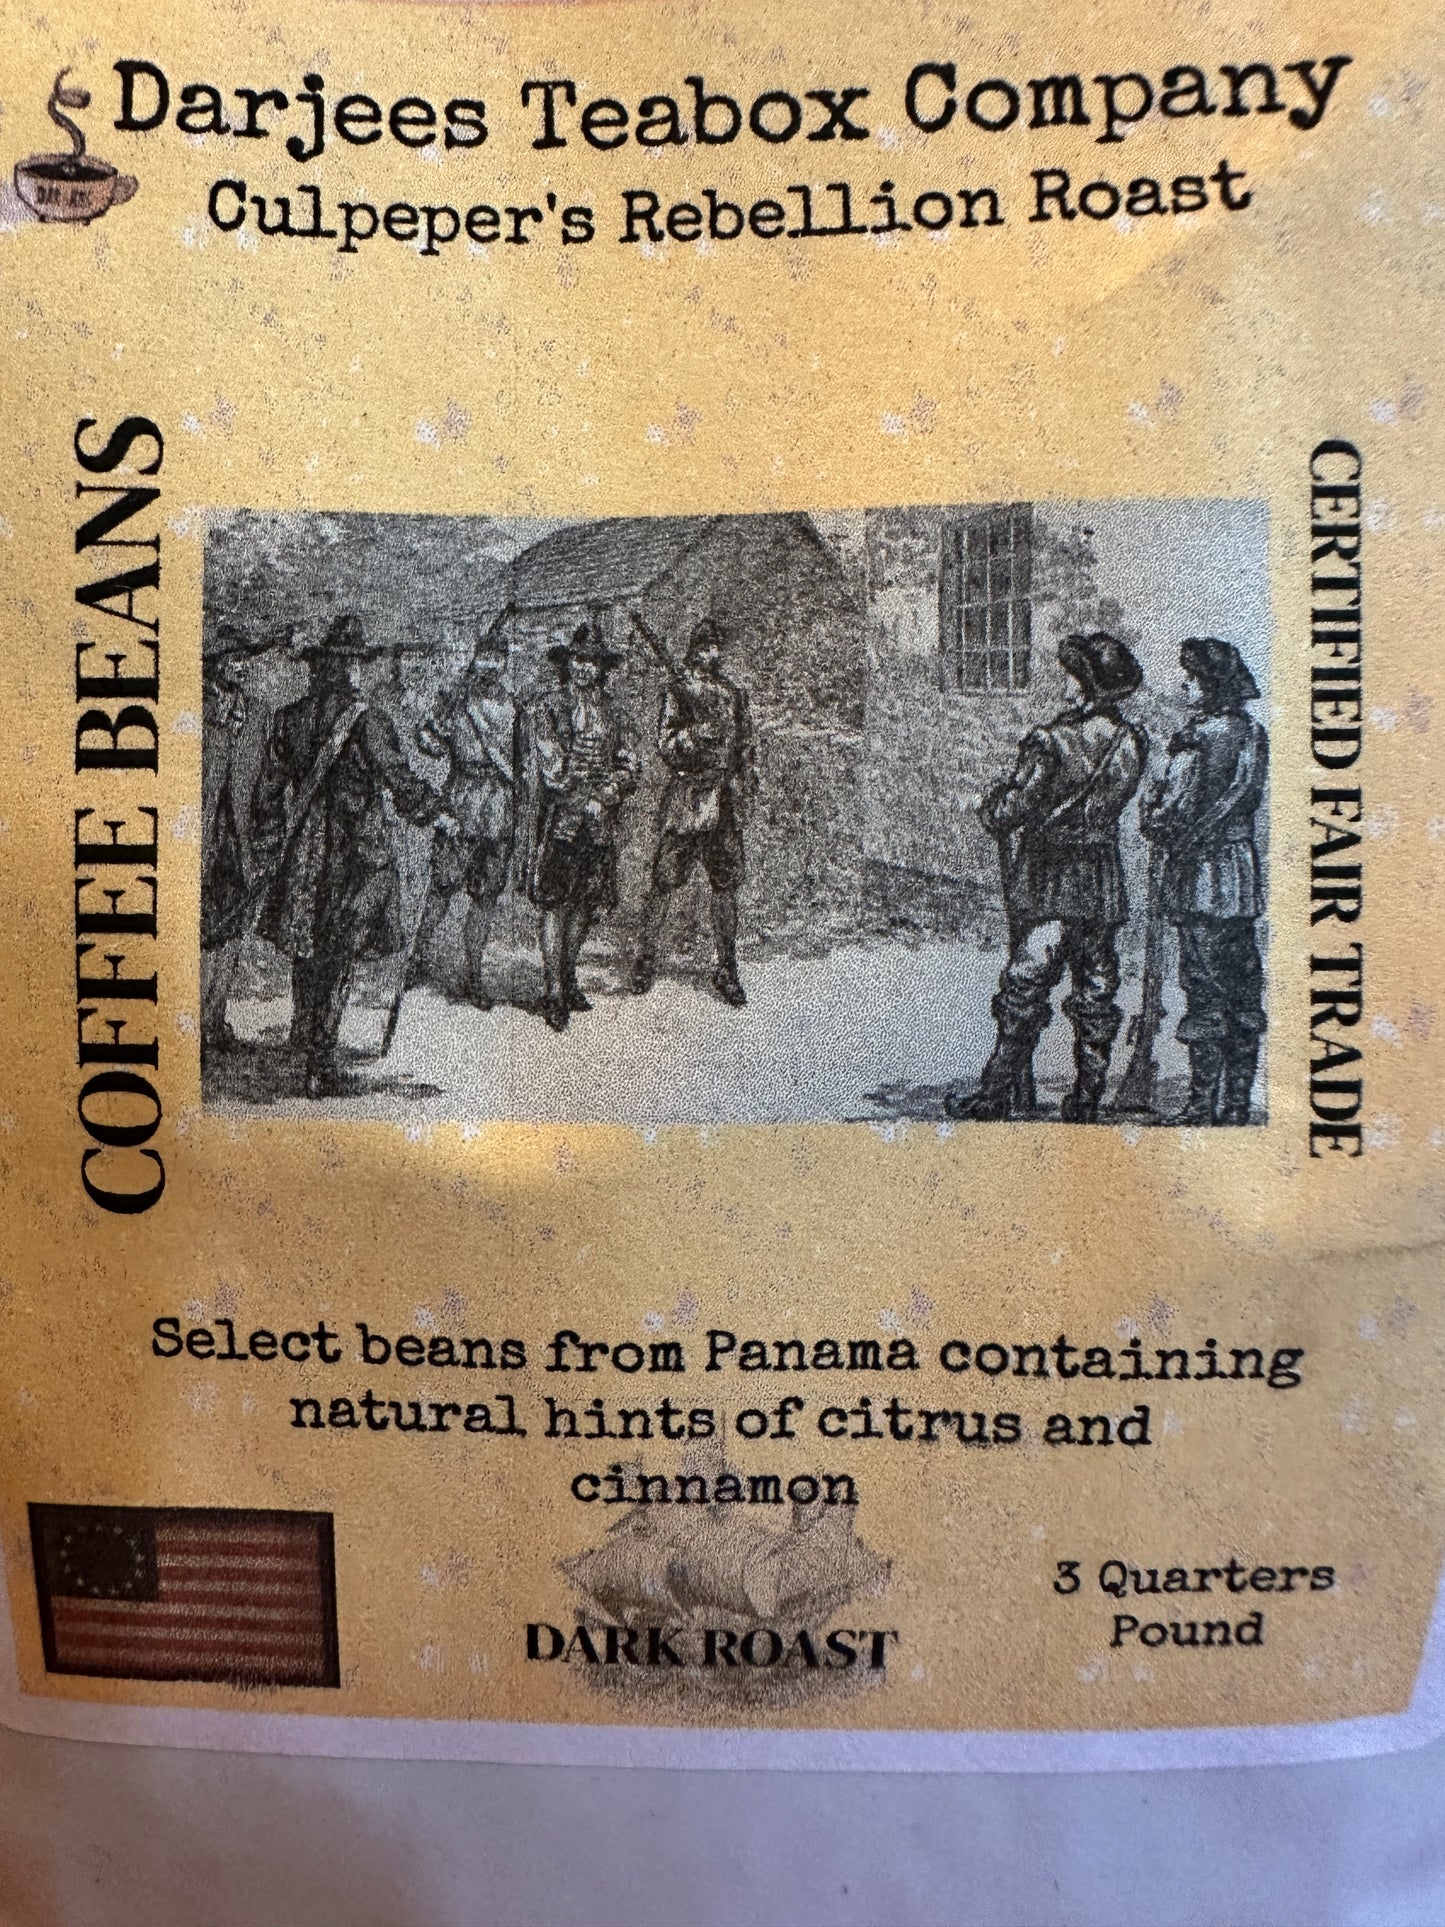 Darjees Teabox Company
Culpeper's Rebellion Roast
COFFEE BEANS
CERTIFIED FAIR TRADE
Select beans from Panama containing
natural hints of citrus and
cinnamon
DARK ROAST
3 Quarters
Pound